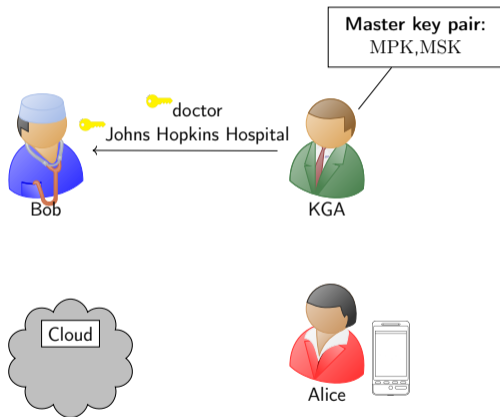 Master key pair:
MPK,MSK
doctor
Johns Hopkins Hospital
Bob
KGA
Cloud
Alice